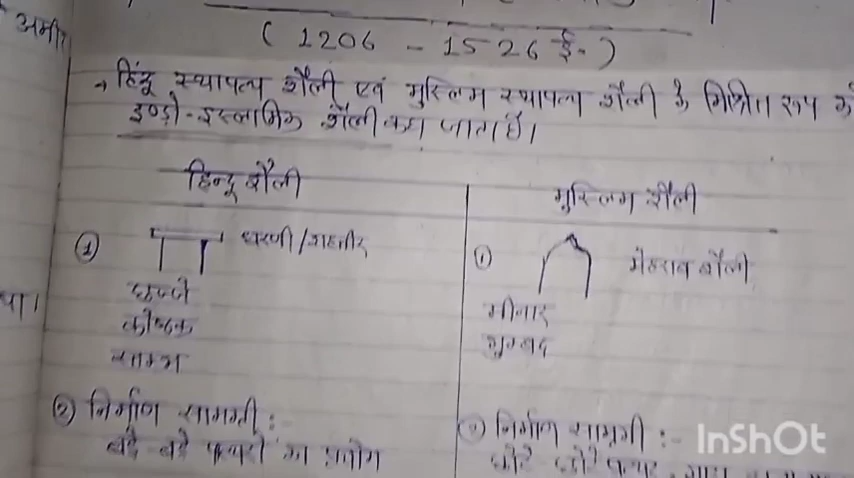 अमीर
( 1206 - 1526 ई. )
→ हिंदू स्थापत्य शैली एवं मुस्लिम स्थापत्य शैली के मिश्रित रूप को
इण्डो-इस्लामिक शैली कहा जाता है।
हिन्दू शैली
मुस्लिम शैली
① धरणी/शहतीर
① मेहराब शैली
छज्जे
मीनार
कोष्ठक
गुम्बद
स्तम्भ
था।
② निर्माण सामग्री :-
② निर्माण सामग्री :-
बड़े-बड़े पत्थरों का प्रयोग
छोटे-छोटे पत्थर
InShOt